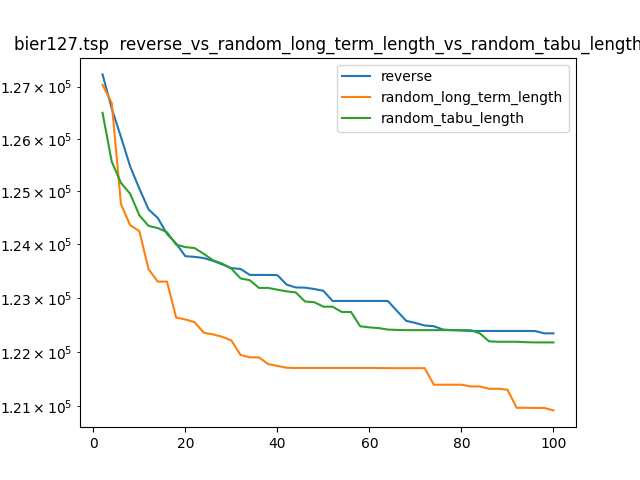 bier127.tsp  reverse_vs_random_long_term_length_vs_random_tabu_length
reverse
random_long_term_length
random_tabu_length
1.27 × 10⁵
1.26 × 10⁵
1.25 × 10⁵
1.24 × 10⁵
1.23 × 10⁵
1.22 × 10⁵
1.21 × 10⁵
0 20 40 60 80 100